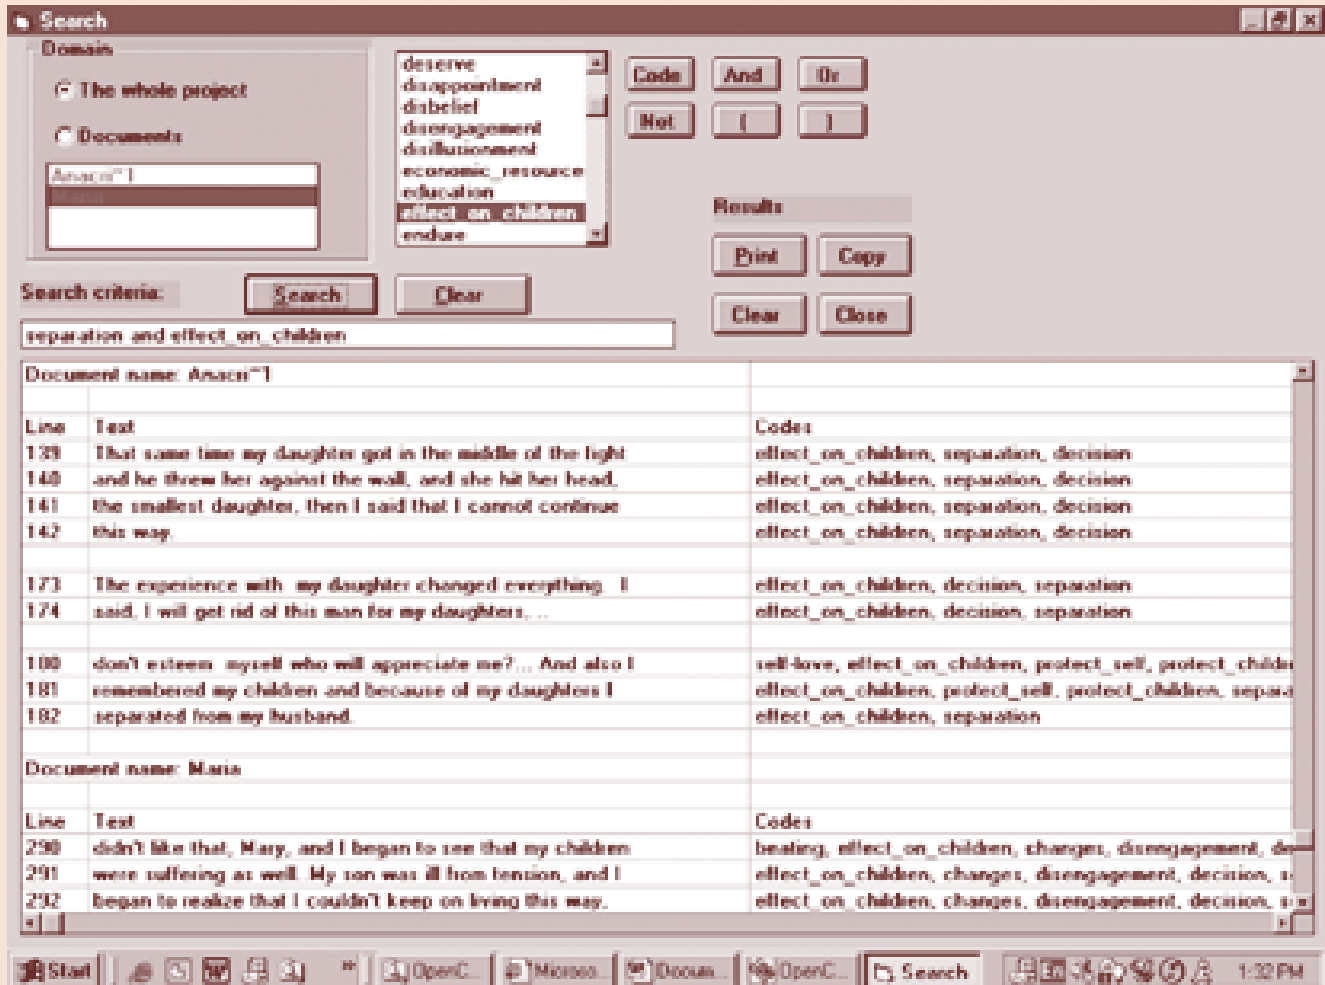 Search
Domain
The whole project
Documents
Anacri~1
Maria
deserve
disappointment
disbelief
disengagement
disillusionment
economic_resource
education
effect_on_children
endure
Code And Or
Not ( )
Results
Print Copy
Clear Close
Search criteria: Search Clear
separation and effect_on_children
Document name: Anacri~1
Line Text Codes
139 That same time my daughter got in the middle of the fight effect_on_children, separation, decision
140 and he threw her against the wall, and she hit her head, effect_on_children, separation, decision
141 the smallest daughter, then I said that I cannot continue effect_on_children, separation, decision
142 this way. effect_on_children, separation, decision
173 The experience with my daughter changed everything. I effect_on_children, decision, separation
174 said, I will get rid of this man for my daughters, ... effect_on_children, decision, separation
180 don't esteem myself who will appreciate me?... And also I self-love, effect_on_children, protect_self, protect_childre
181 remembered my children and because of my daughters I effect_on_children, protect_self, protect_children, separa
182 separated from my husband. effect_on_children, separation
Document name: Maria
Line Text Codes
290 didn't like that, Mary, and I began to see that my children beating, effect_on_children, changes, disengagement, de
291 were suffering as well. My son was ill from tension, and I effect_on_children, changes, disengagement, decision, s
292 began to realize that I couldn't keep on living this way, effect_on_children, changes, disengagement, decision, s
Start OpenC... Microso... Docum... OpenC... Search En 1:32 PM